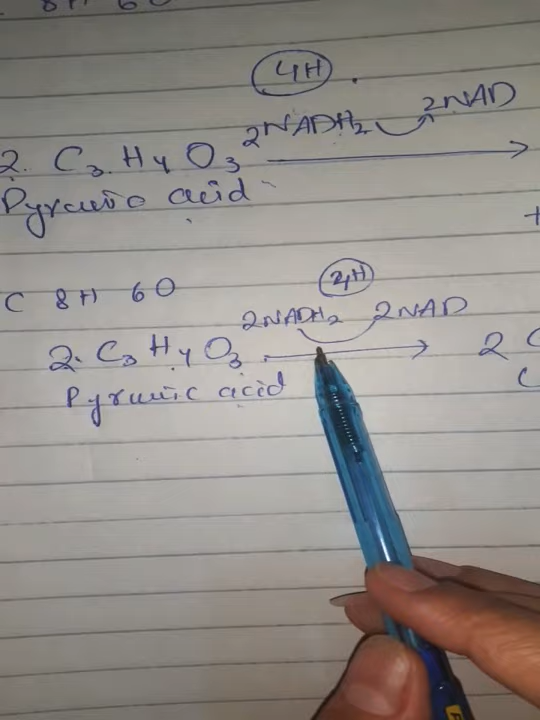 8H 6O
4H
2NADH₂ 2NAD
2. C₃ H₄ O₃ +
Pyruvic acid
C 8H 6O
4H
2NADH₂ 2NAD
2. C₃ H₄ O₃ 2 C
Pyruvic acid